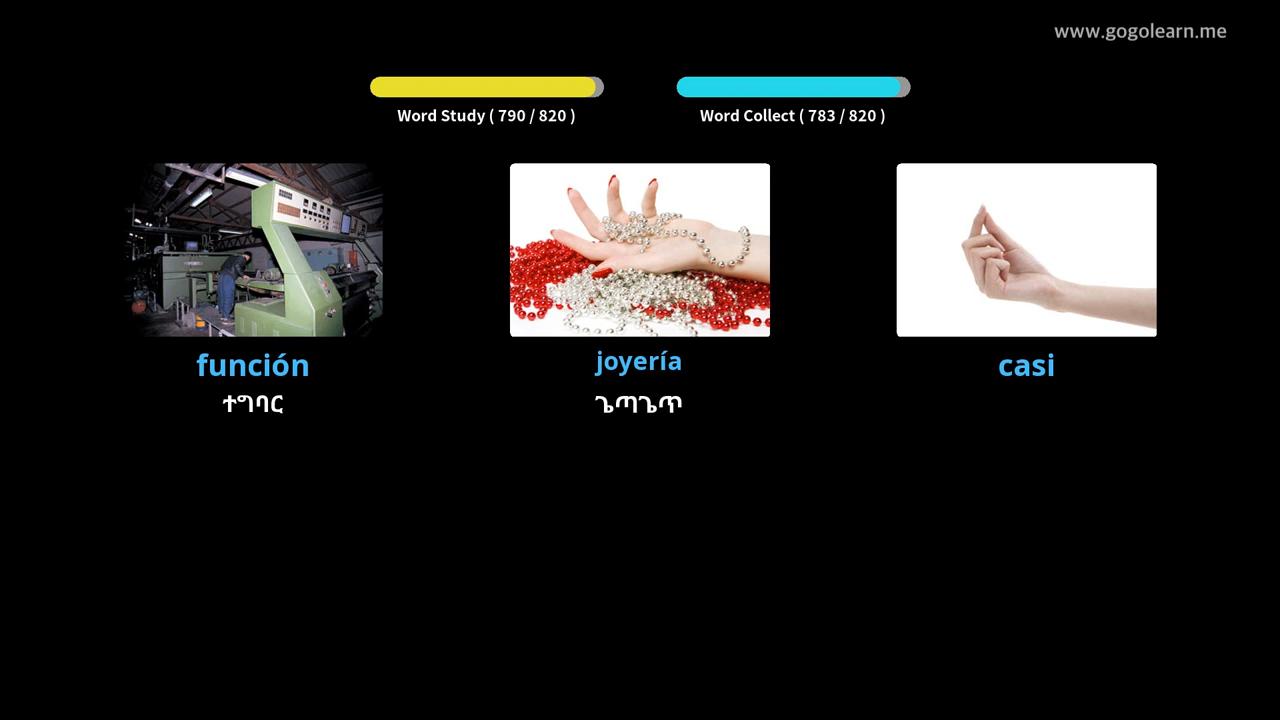 www.gogolearn.me
Word Study ( 790 / 820 )
Word Collect ( 783 / 820 )
función
joyería
casi
ተግባር
ጌጣጌጥ